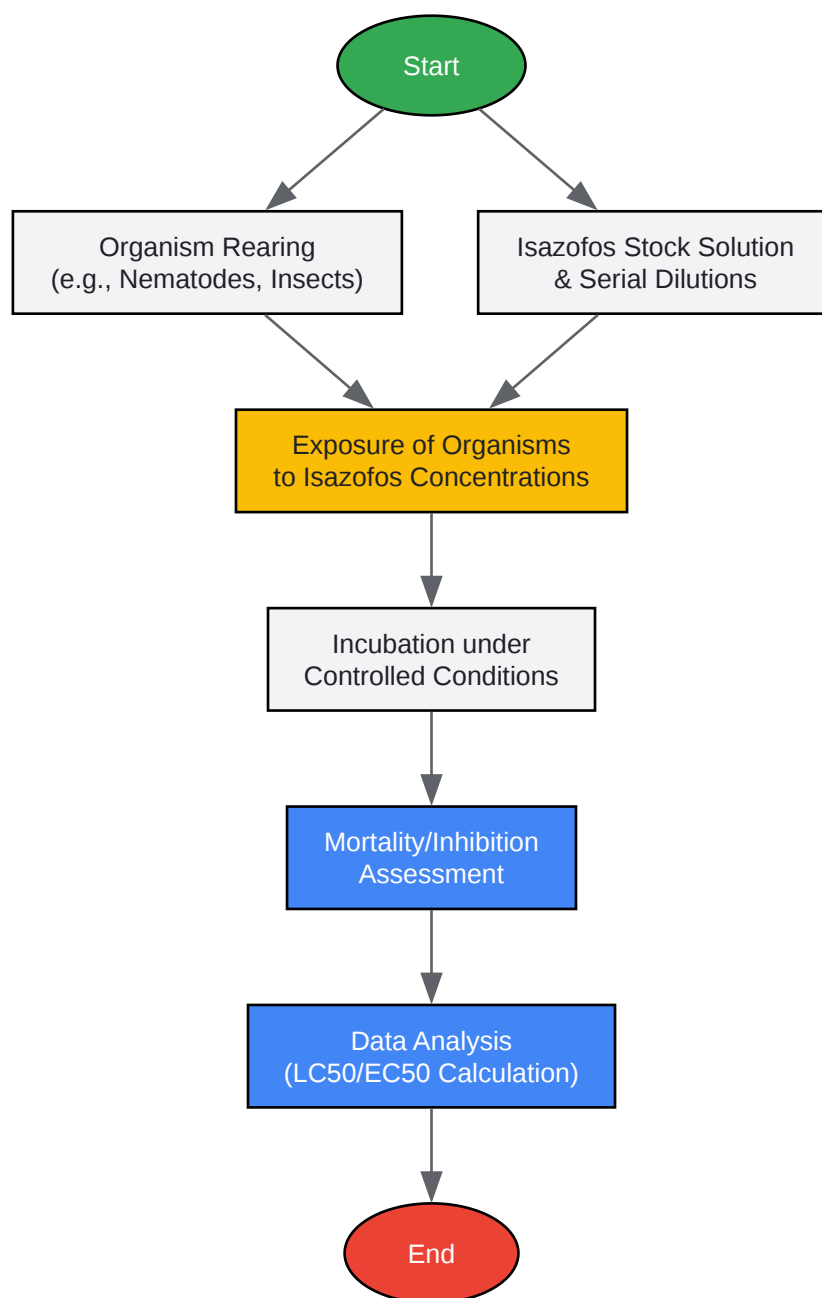 Start
Organism Rearing
(e.g., Nematodes, Insects)
Isazofos Stock Solution
& Serial Dilutions
Exposure of Organisms
to Isazofos Concentrations
Incubation under
Controlled Conditions
Mortality/Inhibition
Assessment
Data Analysis
(LC50/EC50 Calculation)
End